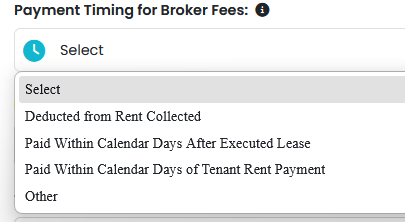 Payment Timing for Broker Fees:
Select
Select
Deducted from Rent Collected
Paid Within Calendar Days After Executed Lease
Paid Within Calendar Days of Tenant Rent Payment
Other